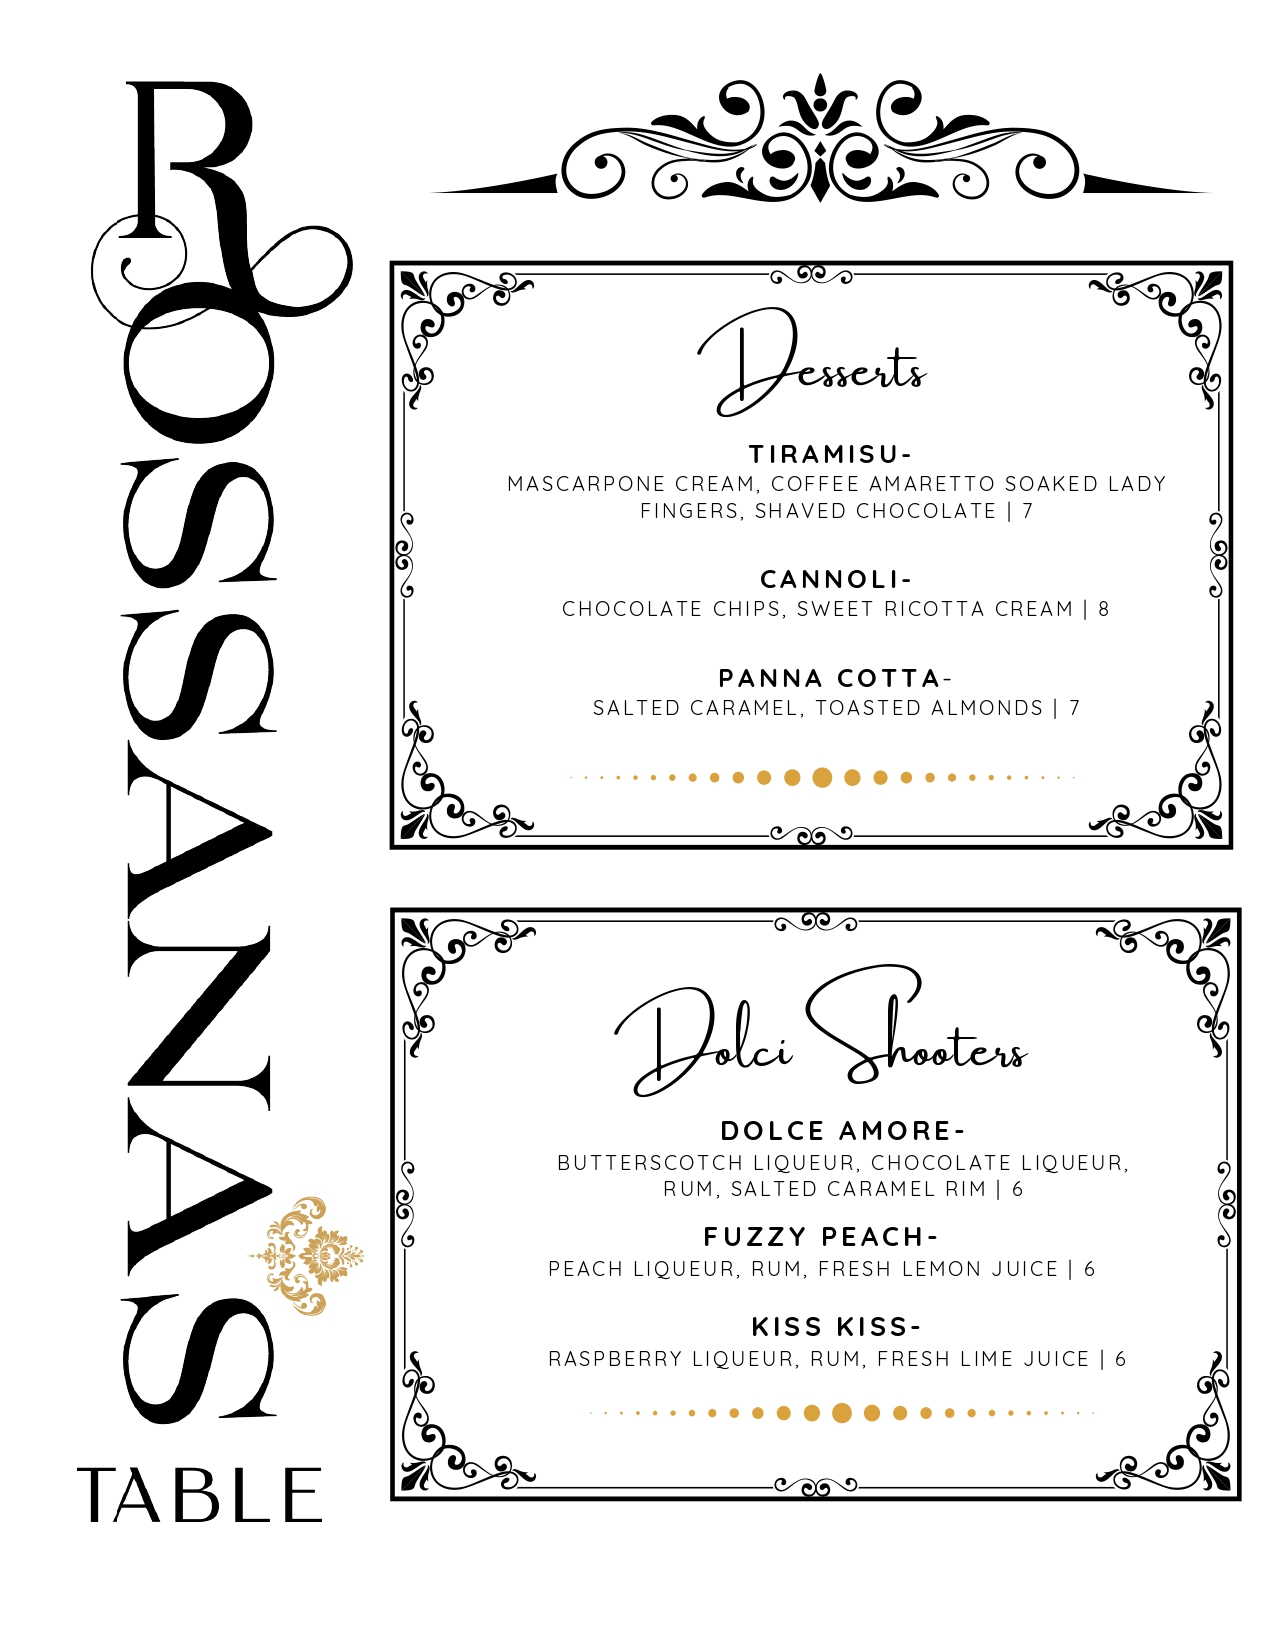 ROSSANAS
TABLE
Desserts
TIRAMISU-
MASCARPONE CREAM, COFFEE AMARETTO SOAKED LADY
FINGERS, SHAVED CHOCOLATE | 7
CANNOLI-
CHOCOLATE CHIPS, SWEET RICOTTA CREAM | 8
PANNA COTTA-
SALTED CARAMEL, TOASTED ALMONDS | 7
Dolci Shooters
DOLCE AMORE-
BUTTERSCOTCH LIQUEUR, CHOCOLATE LIQUEUR,
RUM, SALTED CARAMEL RIM | 6
FUZZY PEACH-
PEACH LIQUEUR, RUM, FRESH LEMON JUICE | 6
KISS KISS-
RASPBERRY LIQUEUR, RUM, FRESH LIME JUICE | 6